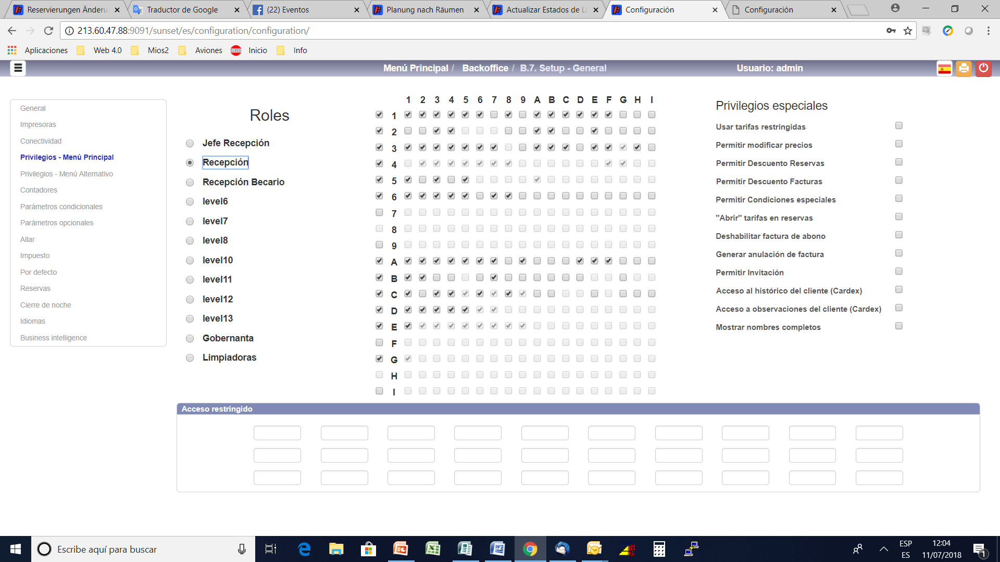 Reservierungen Änderu
Traductor de Google
(22) Eventos
Planung nach Räumen
Actualizar Estados de Li
Configuración
Configuración
213.60.47.88:9091/sunset/es/configuration/configuration/
Aplicaciones
Web 4.0
Mios2
Aviones
CLASSI
Inicio
Info
Menú Principal / Backoffice / B.7. Setup - General
Usuario: admin
General
Impresoras
Conectividad
Privilegios - Menú Principal
Privilegios - Menú Alternativo
Contadores
Parámetros condicionales
Parámetros opcionales
Allar
Impuesto
Por defecto
Reservas
Cierre de noche
Idiomas
Business intelligence
Roles
Jefe Recepción
Recepción
Recepción Becario
level6
level7
level8
level10
level11
level12
level13
Gobernanta
Limpiadoras
1 2 3 4 5 6 7 8 9 A B C D E F G H I
1
2
3
4
5
6
7
8
9
A
B
C
D
E
F
G
H
I
Privilegios especiales
Usar tarifas restringidas
Permitir modificar precios
Permitir Descuento Reservas
Permitir Descuento Facturas
Permitir Condiciones especiales
"Abrir" tarifas en reservas
Deshabilitar factura de abono
Generar anulación de factura
Permitir Invitación
Acceso al histórico del cliente (Cardex)
Acceso a observaciones del cliente (Cardex)
Mostrar nombres completos
Acceso restringido
Escribe aquí para buscar
ESP
ES
12:04
11/07/2018
1